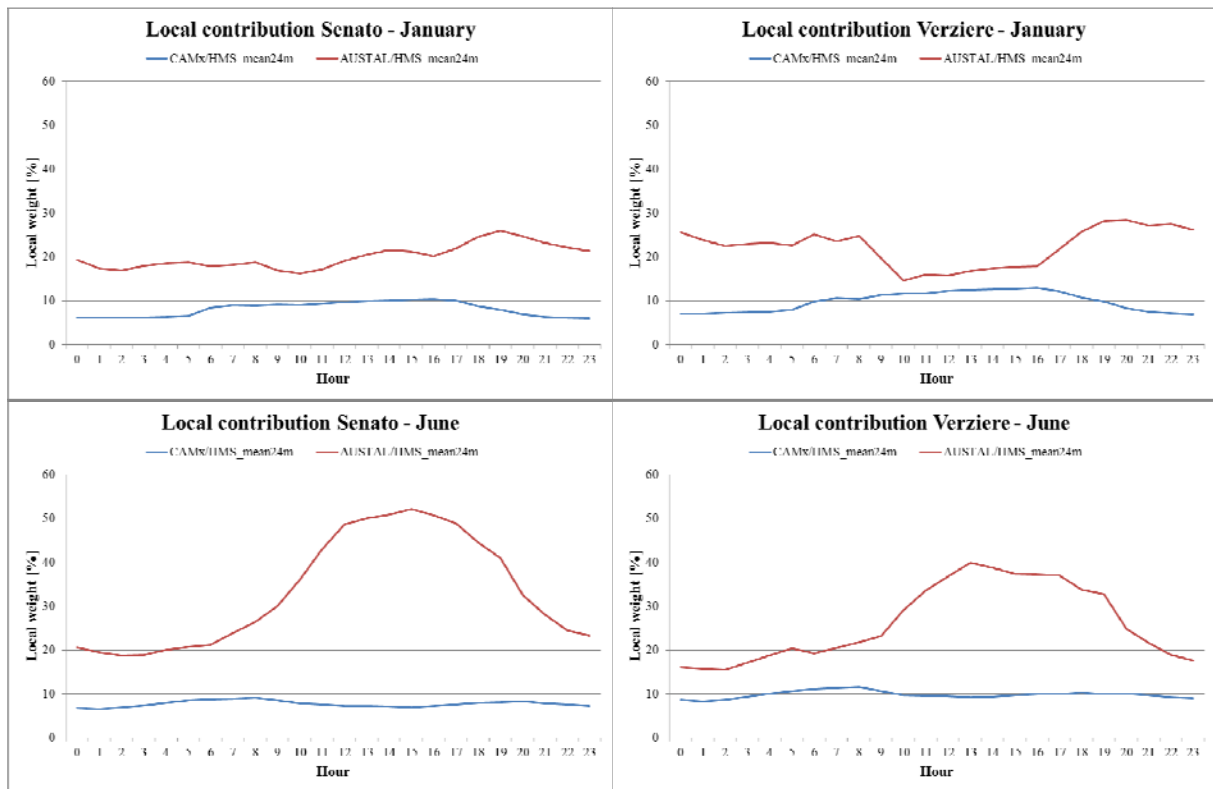 Local contribution Senato - January
CAMx/HMS_mean24m AUSTAL/HMS_mean24m
60
50
40
30
20
10
0
Local weight [%]
0 1 2 3 4 5 6 7 8 9 10 11 12 13 14 15 16 17 18 19 20 21 22 23
Hour
Local contribution Verziere - January
CAMx/HMS_mean24m AUSTAL/HMS_mean24m
60
50
40
30
20
10
0
Local weight [%]
0 1 2 3 4 5 6 7 8 9 10 11 12 13 14 15 16 17 18 19 20 21 22 23
Hour
Local contribution Senato - June
CAMx/HMS_mean24m AUSTAL/HMS_mean24m
60
50
40
30
20
10
0
Local weight [%]
0 1 2 3 4 5 6 7 8 9 10 11 12 13 14 15 16 17 18 19 20 21 22 23
Hour
Local contribution Verziere - June
CAMx/HMS_mean24m AUSTAL/HMS_mean24m
60
50
40
30
20
10
0
Local weight [%]
0 1 2 3 4 5 6 7 8 9 10 11 12 13 14 15 16 17 18 19 20 21 22 23
Hour